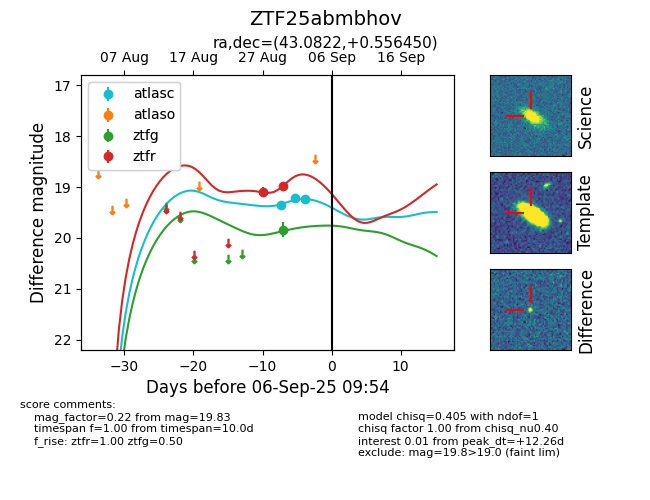 ZTF25abmbhov
ra,dec=(43.0822,+0.556450)
07 Aug 17 Aug 27 Aug 06 Sep 16 Sep
17
18
19
20
21
22
Difference magnitude
atlasc
atlaso
ztfg
ztfr
−30 −20 −10 0 10
Days before 06-Sep-25 09:54
Science
Template
Difference
score comments:
mag_factor=0.22 from mag=19.83
timespan f=1.00 from timespan=10.0d
f_rise: ztfr=1.00 ztfg=0.50
model chisq=0.405 with ndof=1
chisq factor 1.00 from chisq_nu0.40
interest 0.01 from peak_dt=+12.26d
exclude: mag=19.8>19.0 (faint lim)